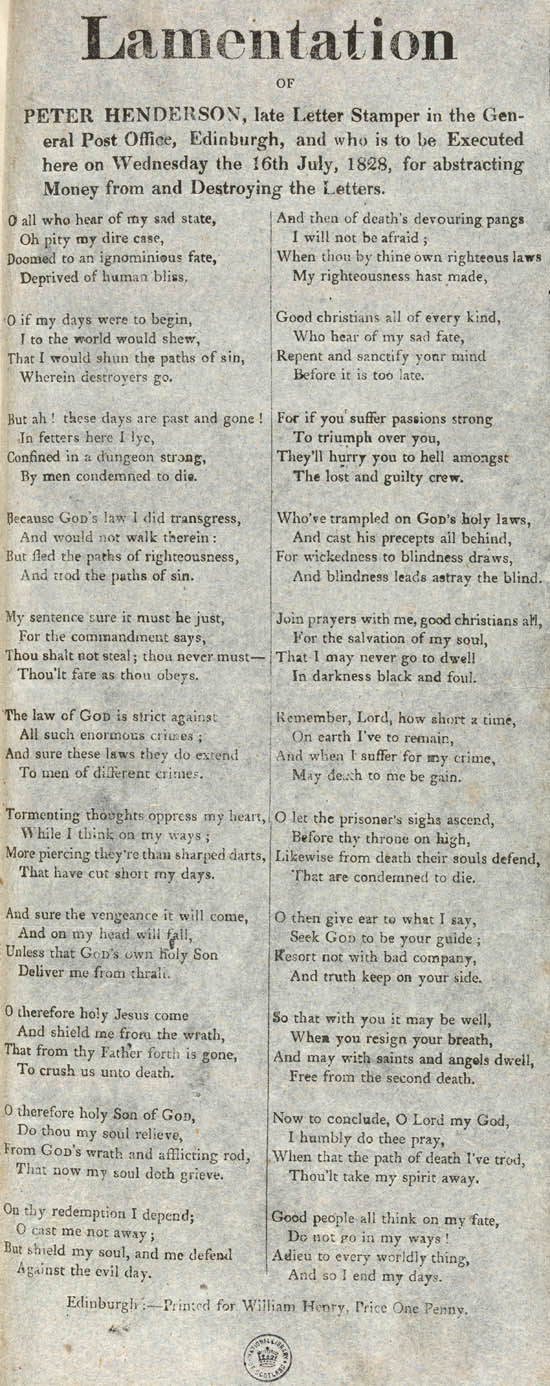 Lamentation
OF
PETER HENDERSON, late Letter Stamper in the Gen-
eral Post Office, Edinburgh, and who is to be Executed
here on Wednesday the 16th July, 1828, for abstracting
Money from and Destroying the Letters.
O all who hear of my sad state,
Oh pity my dire case,
Doomed to an ignominious fate,
Deprived of human bliss.
O if my days were to begin,
I to the world would shew,
That I would shun the paths of sin,
Wherein destroyers go.
But ah! these days are past and gone!
In fetters here I lye,
Confined in a dungeon strong,
By men condemned to die.
Because GOD's law I did transgress,
And would not walk therein:
But fled the paths of righteousness,
And trod the paths of sin.
My sentence sure it must be just,
For the commandment says,
Thou shalt not steal; thou never must—
Thou'lt fare as thou obeys.
The law of GOD is strict against
All such enormous crimes;
And sure these laws they do extend
To men of different crimes.
Tormenting thoughts oppress my heart,
While I think on my ways;
More piercing they're than sharped darts,
That have cut short my days.
And sure the vengeance it will come,
And on my head will fall,
Unless that GOD's own Holy Son
Deliver me from thrall.
O therefore holy Jesus come
And shield me from the wrath,
That from thy Father forth is gone,
To crush us unto death.
O therefore holy Son of GOD,
Do thou my soul relieve,
From GOD's wrath and afflicting rod,
That now my soul doth grieve.
On thy redemption I depend;
O cast me not away;
But shield my soul, and me defend
Against the evil day.
And then of death's devouring pangs
I will not be afraid;
When thou by thine own righteous laws
My righteousness hast made,
Good christians all of every kind,
Who hear of my sad fate,
Repent and sanctify your mind
Before it is too late.
For if you suffer passions strong
To triumph over you,
They'll hurry you to hell amongst
The lost and guilty crew.
Who've trampled on GOD's holy laws,
And cast his precepts all behind,
For wickedness to blindness draws,
And blindness leads astray the blind.
Join prayers with me, good christians all,
For the salvation of my soul,
That I may never go to dwell
In darkness black and foul.
Remember, Lord, how short a time,
On earth I've to remain,
And when I suffer for my crime,
May death to me be gain.
O let the prisoner's sighs ascend,
Before thy throne on high,
Likewise from death their souls defend,
That are condemned to die.
O then give ear to what I say,
Seek GOD to be your guide;
Resort not with bad company,
And truth keep on your side.
So that with you it may be well,
When you resign your breath,
And may with saints and angels dwell,
Free from the second death.
Now to conclude, O Lord my God,
I humbly do thee pray,
When that the path of death I've trod,
Thou'lt take my spirit away.
Good people all think on my fate,
Do not go in my ways!
Adieu to every worldly thing,
And so I end my days.
Edinburgh:—Printed for William Henry, Price One Penny.
NATIONAL LIBRARY
OF SCOTLAND